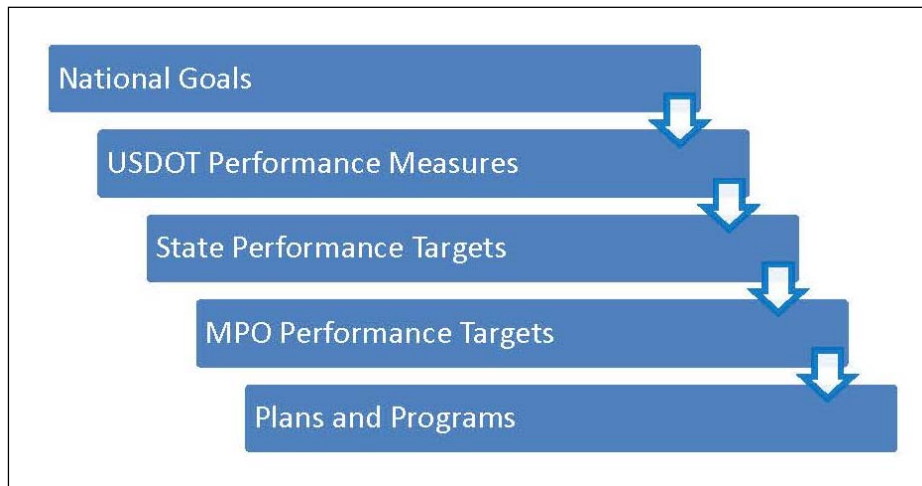 National Goals
USDOT Performance Measures
State Performance Targets
MPO Performance Targets
Plans and Programs